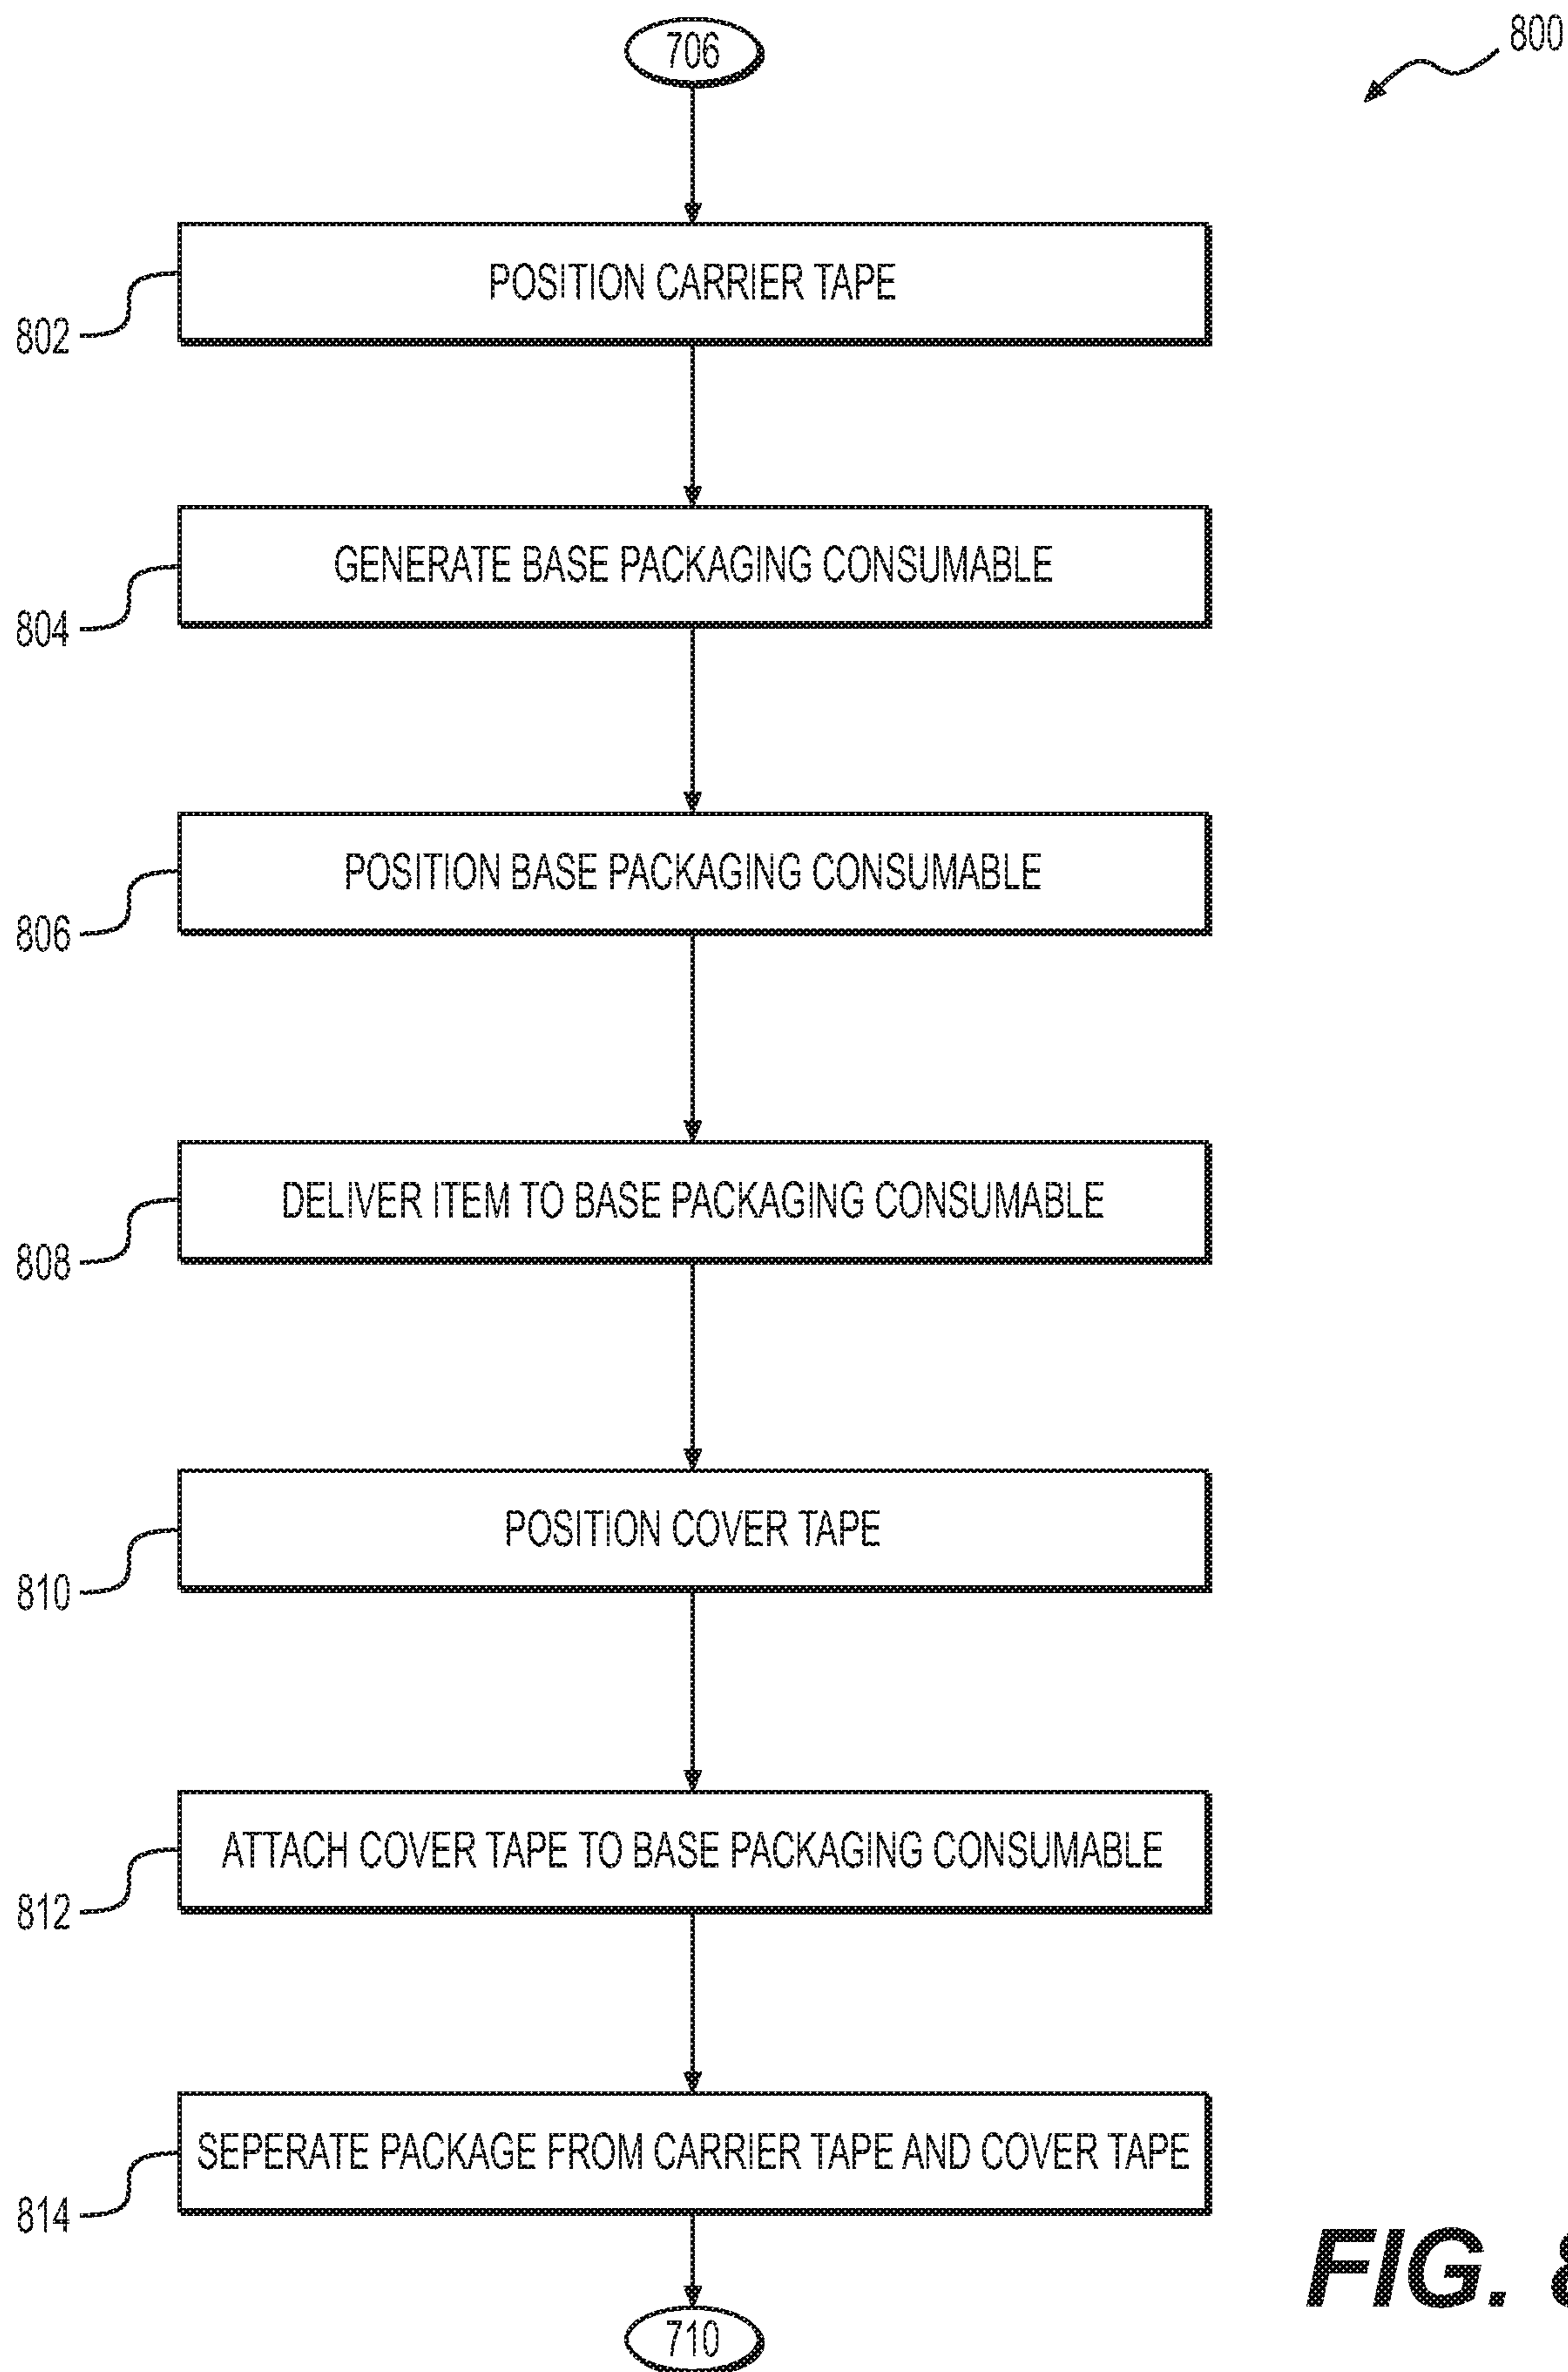 706
800
POSITION CARRIER TAPE
802
GENERATE BASE PACKAGING CONSUMABLE
804
POSITION BASE PACKAGING CONSUMABLE
806
DELIVER ITEM TO BASE PACKAGING CONSUMABLE
808
POSITION COVER TAPE
810
ATTACH COVER TAPE TO BASE PACKAGING CONSUMABLE
812
SEPERATE PACKAGE FROM CARRIER TAPE AND COVER TAPE
814
FIG. 8
710